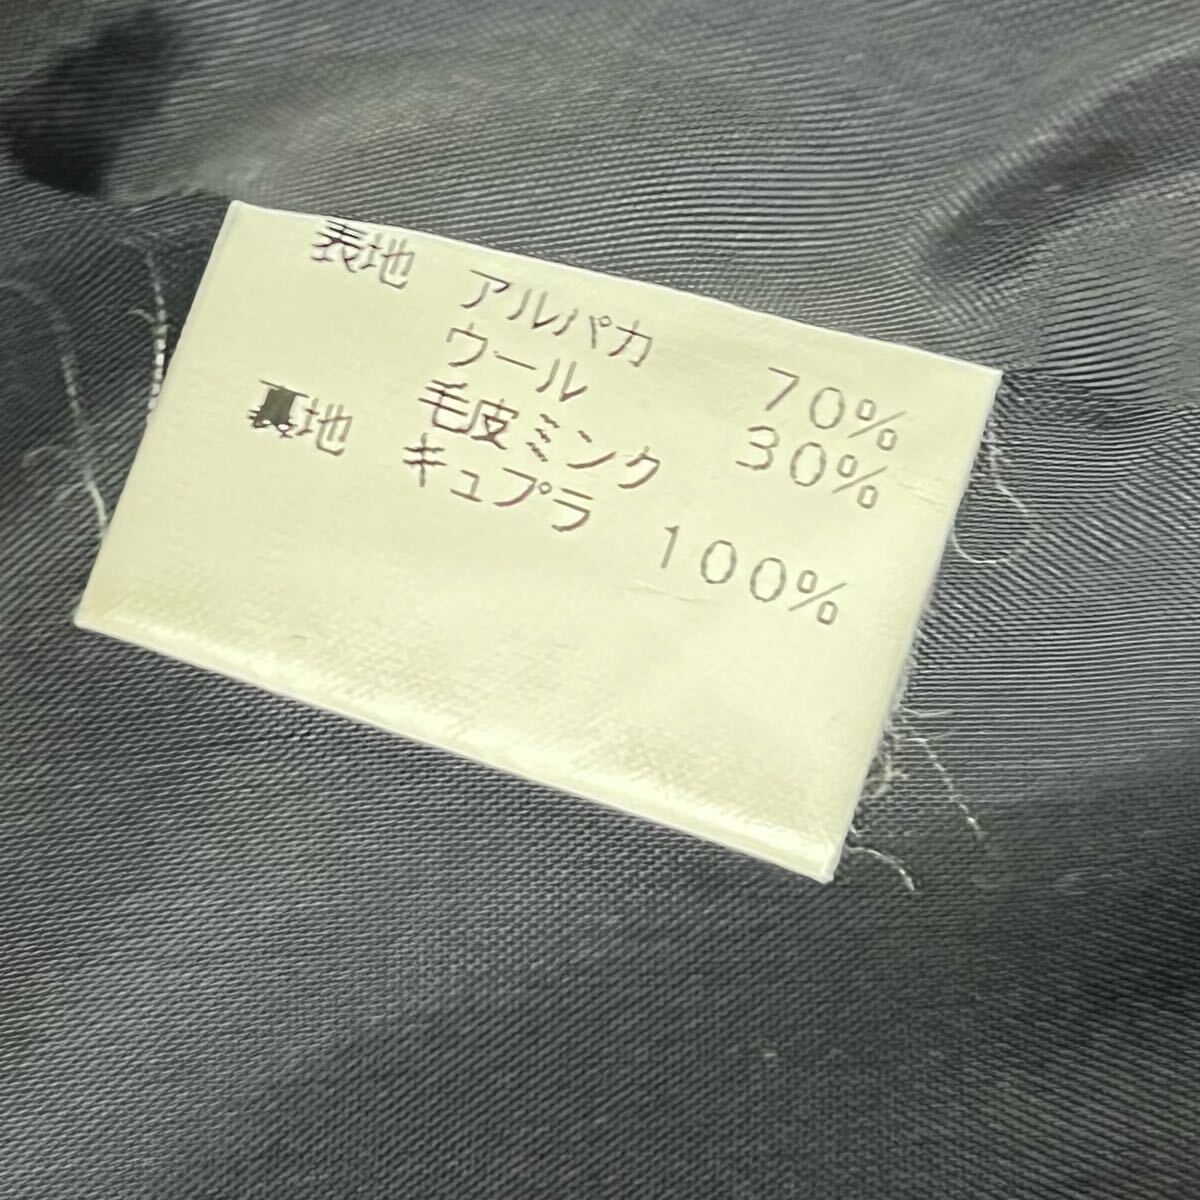 表地 アルパカ 70%
ウール 30%
毛皮ミンク
裏地 キュプラ 100%